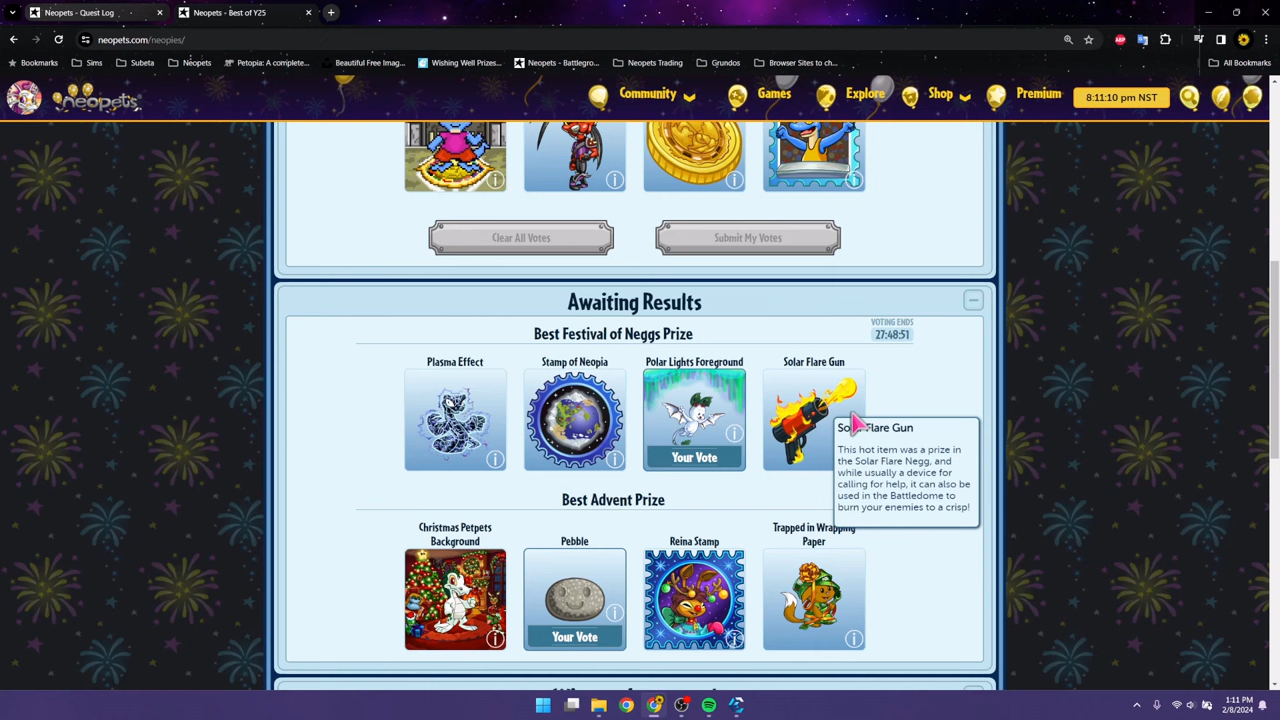 Neopets - Quest Log
Neopets - Best of Y25
neopets.com/neopies/
Bookmarks
Sims
Subeta
Neopets
Petopia: A complete...
Beautiful Free Imag...
Wishing Well Prizes...
Neopets - Battlegro...
Neopets Trading
Grundos
Browser Sites to ch...
All Bookmarks
neopets
Community
Games
Explore
Shop
Premium
8:11:10 pm NST
Clear All Votes
Submit My Votes
Awaiting Results
VOTING ENDS
27:48:51
Best Festival of Neggs Prize
Plasma Effect
Stamp of Neopia
Polar Lights Foreground
Solar Flare Gun
Your Vote
Flare Gun
This hot item was a prize in
the Solar Flare Negg, and
while usually a device for
calling for help, it can also be
used in the Battledome to
burn your enemies to a crisp!
Best Advent Prize
Christmas Petpets
Background
Pebble
Reina Stamp
Trapped in Wrapping
Paper
Your Vote
1:11 PM
2/8/2024